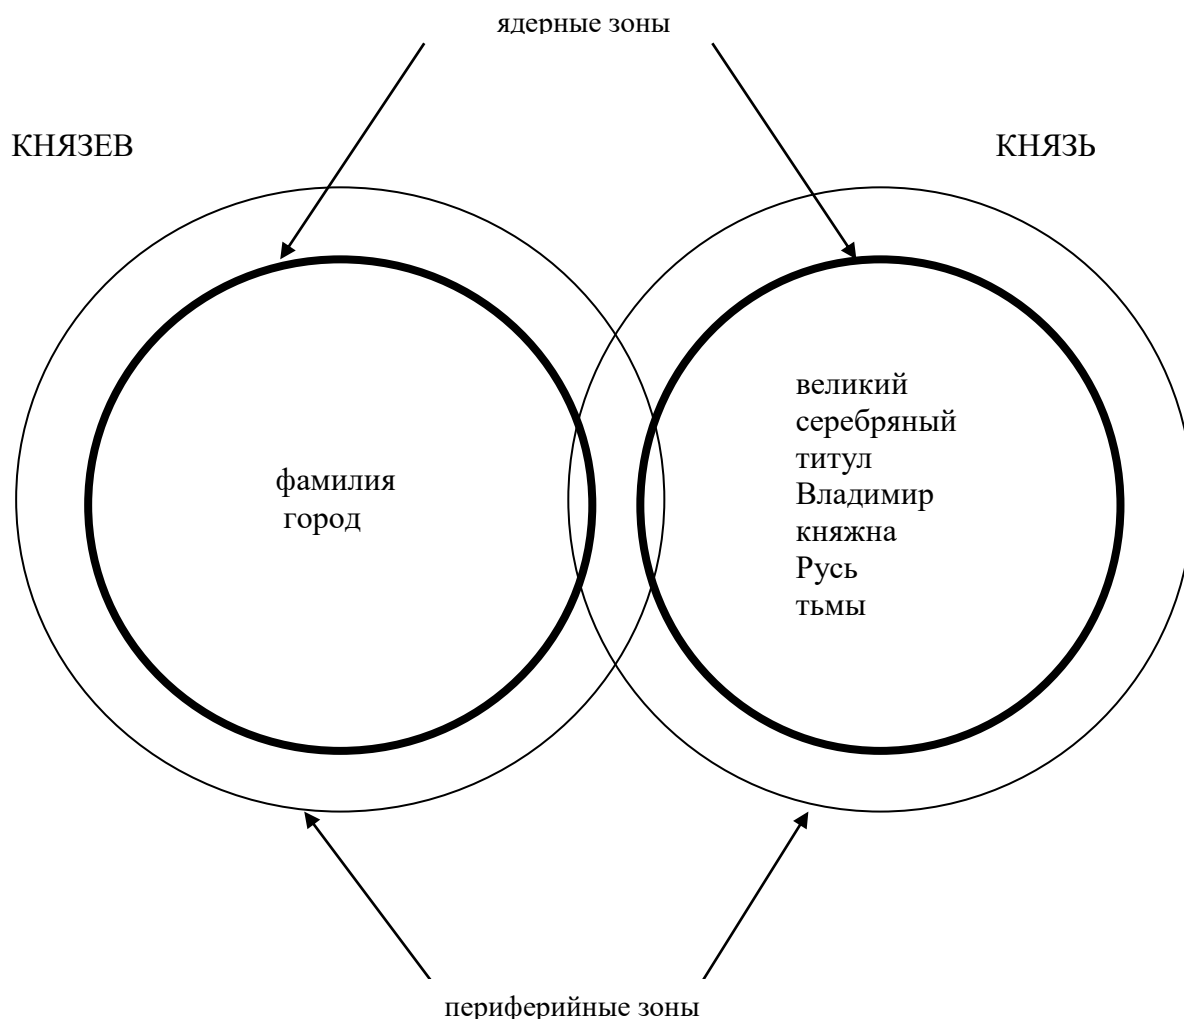 ядерные зоны
КНЯЗЕВ
КНЯЗЬ
фамилия
город
великий
серебряный
титул
Владимир
княжна
Русь
тьмы
периферийные зоны